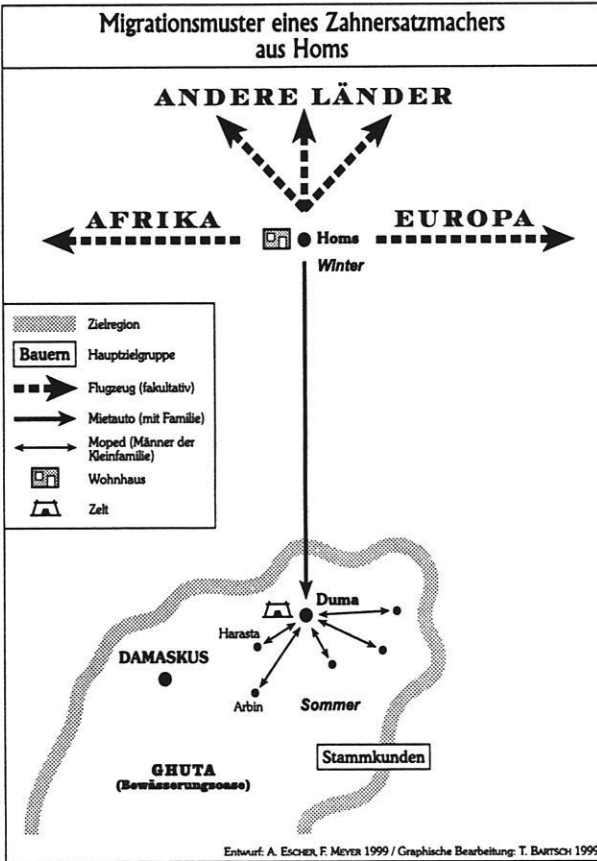 Migrationsmuster eines Zahnersatzmachers
aus Homs
ANDERE LÄNDER
AFRIKA
EUROPA
Homs
Winter
Zielregion
Bauern Hauptzielgruppe
Flugzeug (fakultativ)
Mietauto (mit Familie)
Moped (Männer der
Kleinfamilie)
Wohnhaus
Zelt
Duma
Harasta
DAMASKUS
Arbin
Sommer
Stammkunden
GHUTA
(Bewässerungsoase)
Entwurf: A. ESCHER, F. MEYER 1999 / Graphische Bearbeitung: T. BARTSCH 1999